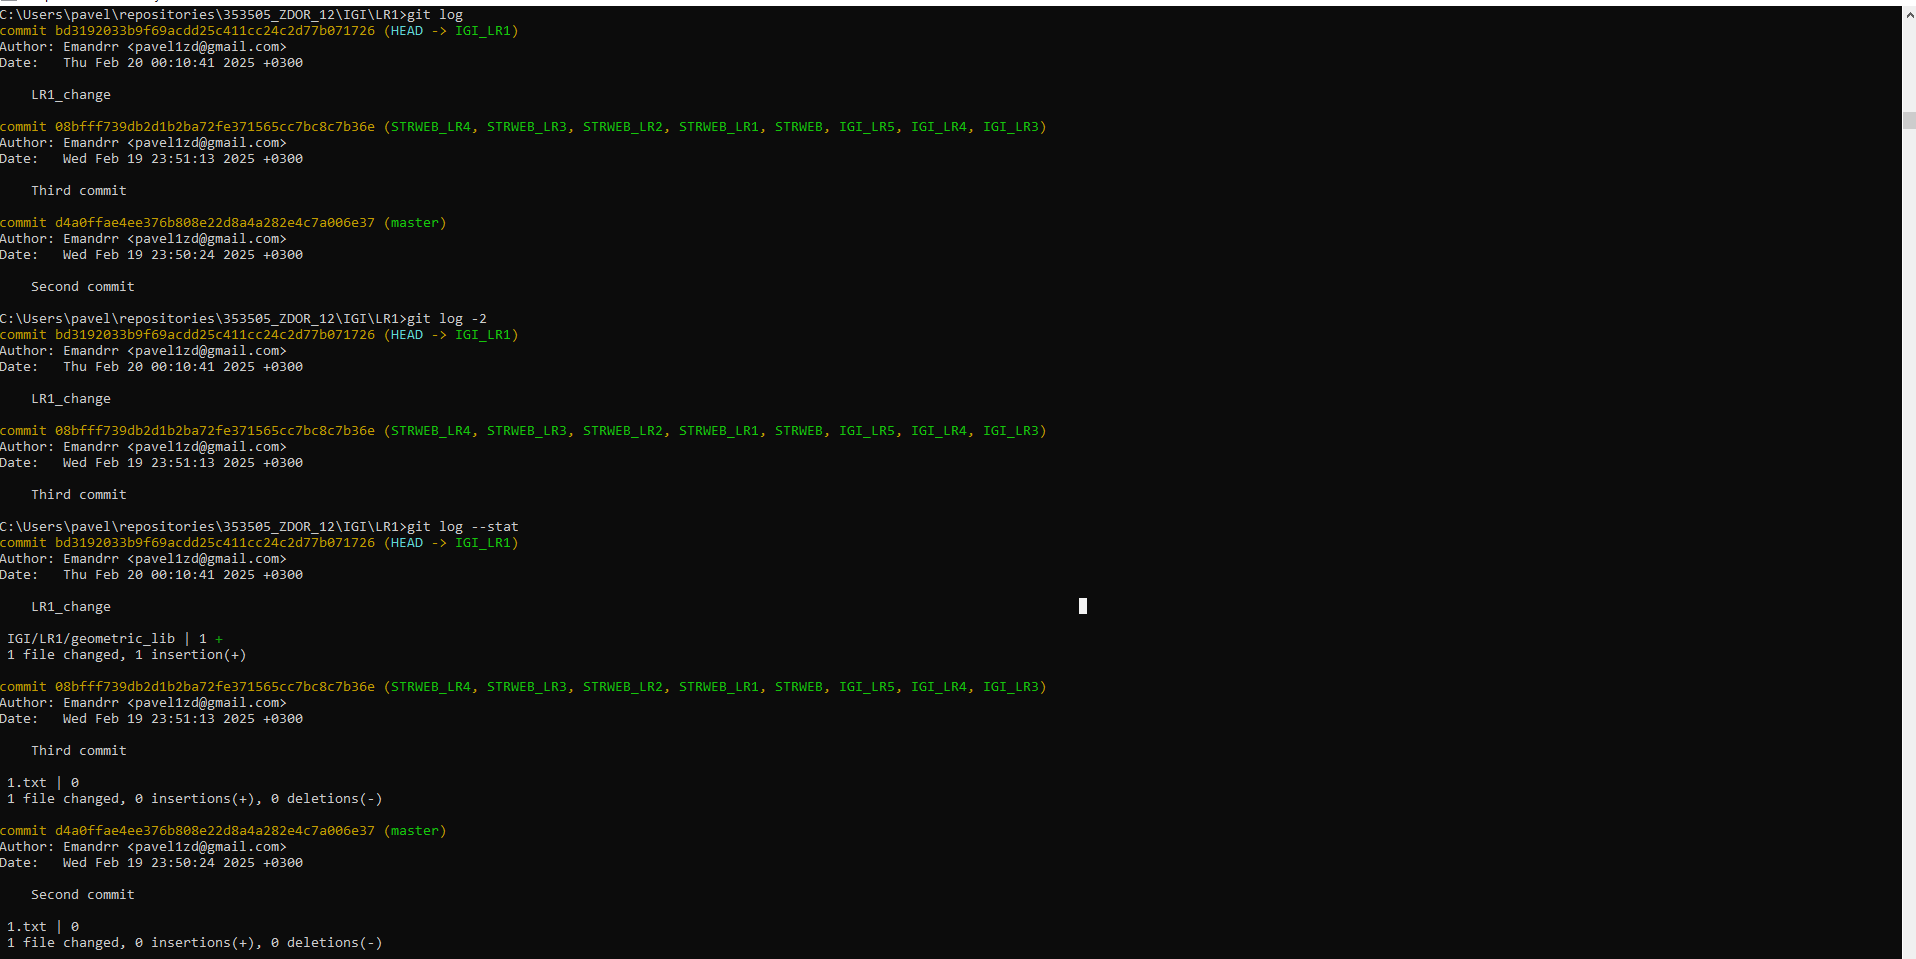 C:\Users\pavel\repositories\353505_ZDOR_12\IGI\LR1>git log
commit bd3192033b9f69acdd25c411cc24c2d77b071726 (HEAD -> IGI_LR1)
Author: Emandrr <pavel1zd@gmail.com>
Date:   Thu Feb 20 00:10:41 2025 +0300

    LR1_change

commit 08bfff739db2d1b2ba72fe371565cc7bc8c7b36e (STRWEB_LR4, STRWEB_LR3, STRWEB_LR2, STRWEB_LR1, STRWEB, IGI_LR5, IGI_LR4, IGI_LR3)
Author: Emandrr <pavel1zd@gmail.com>
Date:   Wed Feb 19 23:51:13 2025 +0300

    Third commit

commit d4a0ffae4ee376b808e22d8a4a282e4c7a006e37 (master)
Author: Emandrr <pavel1zd@gmail.com>
Date:   Wed Feb 19 23:50:24 2025 +0300

    Second commit

C:\Users\pavel\repositories\353505_ZDOR_12\IGI\LR1>git log -2
commit bd3192033b9f69acdd25c411cc24c2d77b071726 (HEAD -> IGI_LR1)
Author: Emandrr <pavel1zd@gmail.com>
Date:   Thu Feb 20 00:10:41 2025 +0300

    LR1_change

commit 08bfff739db2d1b2ba72fe371565cc7bc8c7b36e (STRWEB_LR4, STRWEB_LR3, STRWEB_LR2, STRWEB_LR1, STRWEB, IGI_LR5, IGI_LR4, IGI_LR3)
Author: Emandrr <pavel1zd@gmail.com>
Date:   Wed Feb 19 23:51:13 2025 +0300

    Third commit

C:\Users\pavel\repositories\353505_ZDOR_12\IGI\LR1>git log --stat
commit bd3192033b9f69acdd25c411cc24c2d77b071726 (HEAD -> IGI_LR1)
Author: Emandrr <pavel1zd@gmail.com>
Date:   Thu Feb 20 00:10:41 2025 +0300

    LR1_change

 IGI/LR1/geometric_lib | 1 +
 1 file changed, 1 insertion(+)

commit 08bfff739db2d1b2ba72fe371565cc7bc8c7b36e (STRWEB_LR4, STRWEB_LR3, STRWEB_LR2, STRWEB_LR1, STRWEB, IGI_LR5, IGI_LR4, IGI_LR3)
Author: Emandrr <pavel1zd@gmail.com>
Date:   Wed Feb 19 23:51:13 2025 +0300

    Third commit

 1.txt | 0
 1 file changed, 0 insertions(+), 0 deletions(-)

commit d4a0ffae4ee376b808e22d8a4a282e4c7a006e37 (master)
Author: Emandrr <pavel1zd@gmail.com>
Date:   Wed Feb 19 23:50:24 2025 +0300

    Second commit

 1.txt | 0
 1 file changed, 0 insertions(+), 0 deletions(-)